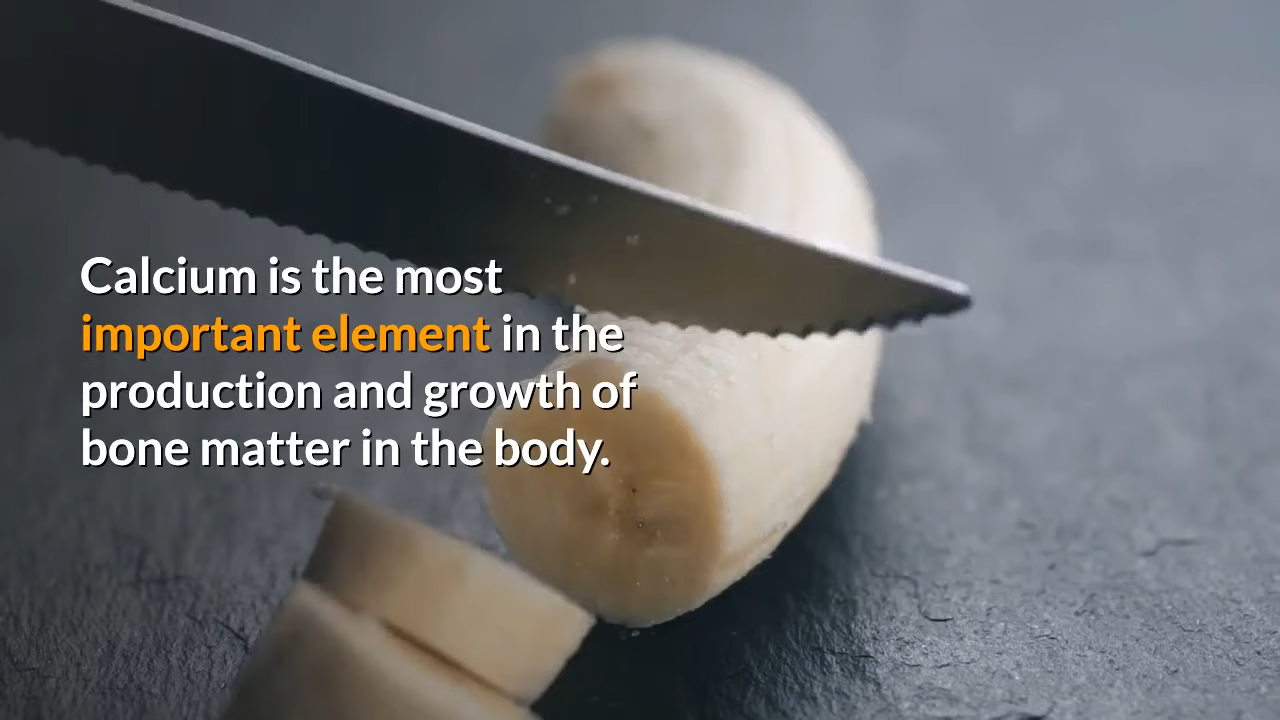 Calcium is the most
important element in the
production and growth of
bone matter in the body.